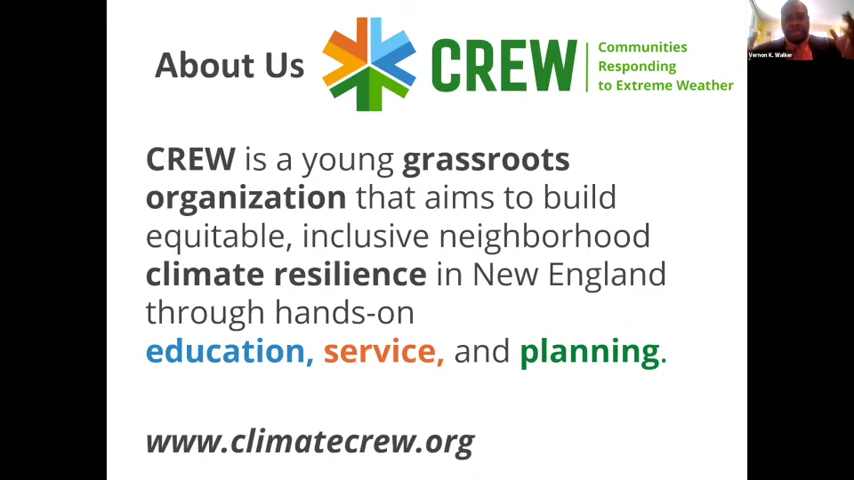 About Us
CREW
Communities
Responding
to Extreme Weather
Vernon K. Walker
CREW is a young grassroots
organization that aims to build
equitable, inclusive neighborhood
climate resilience in New England
through hands-on
education, service, and planning.
www.climatecrew.org